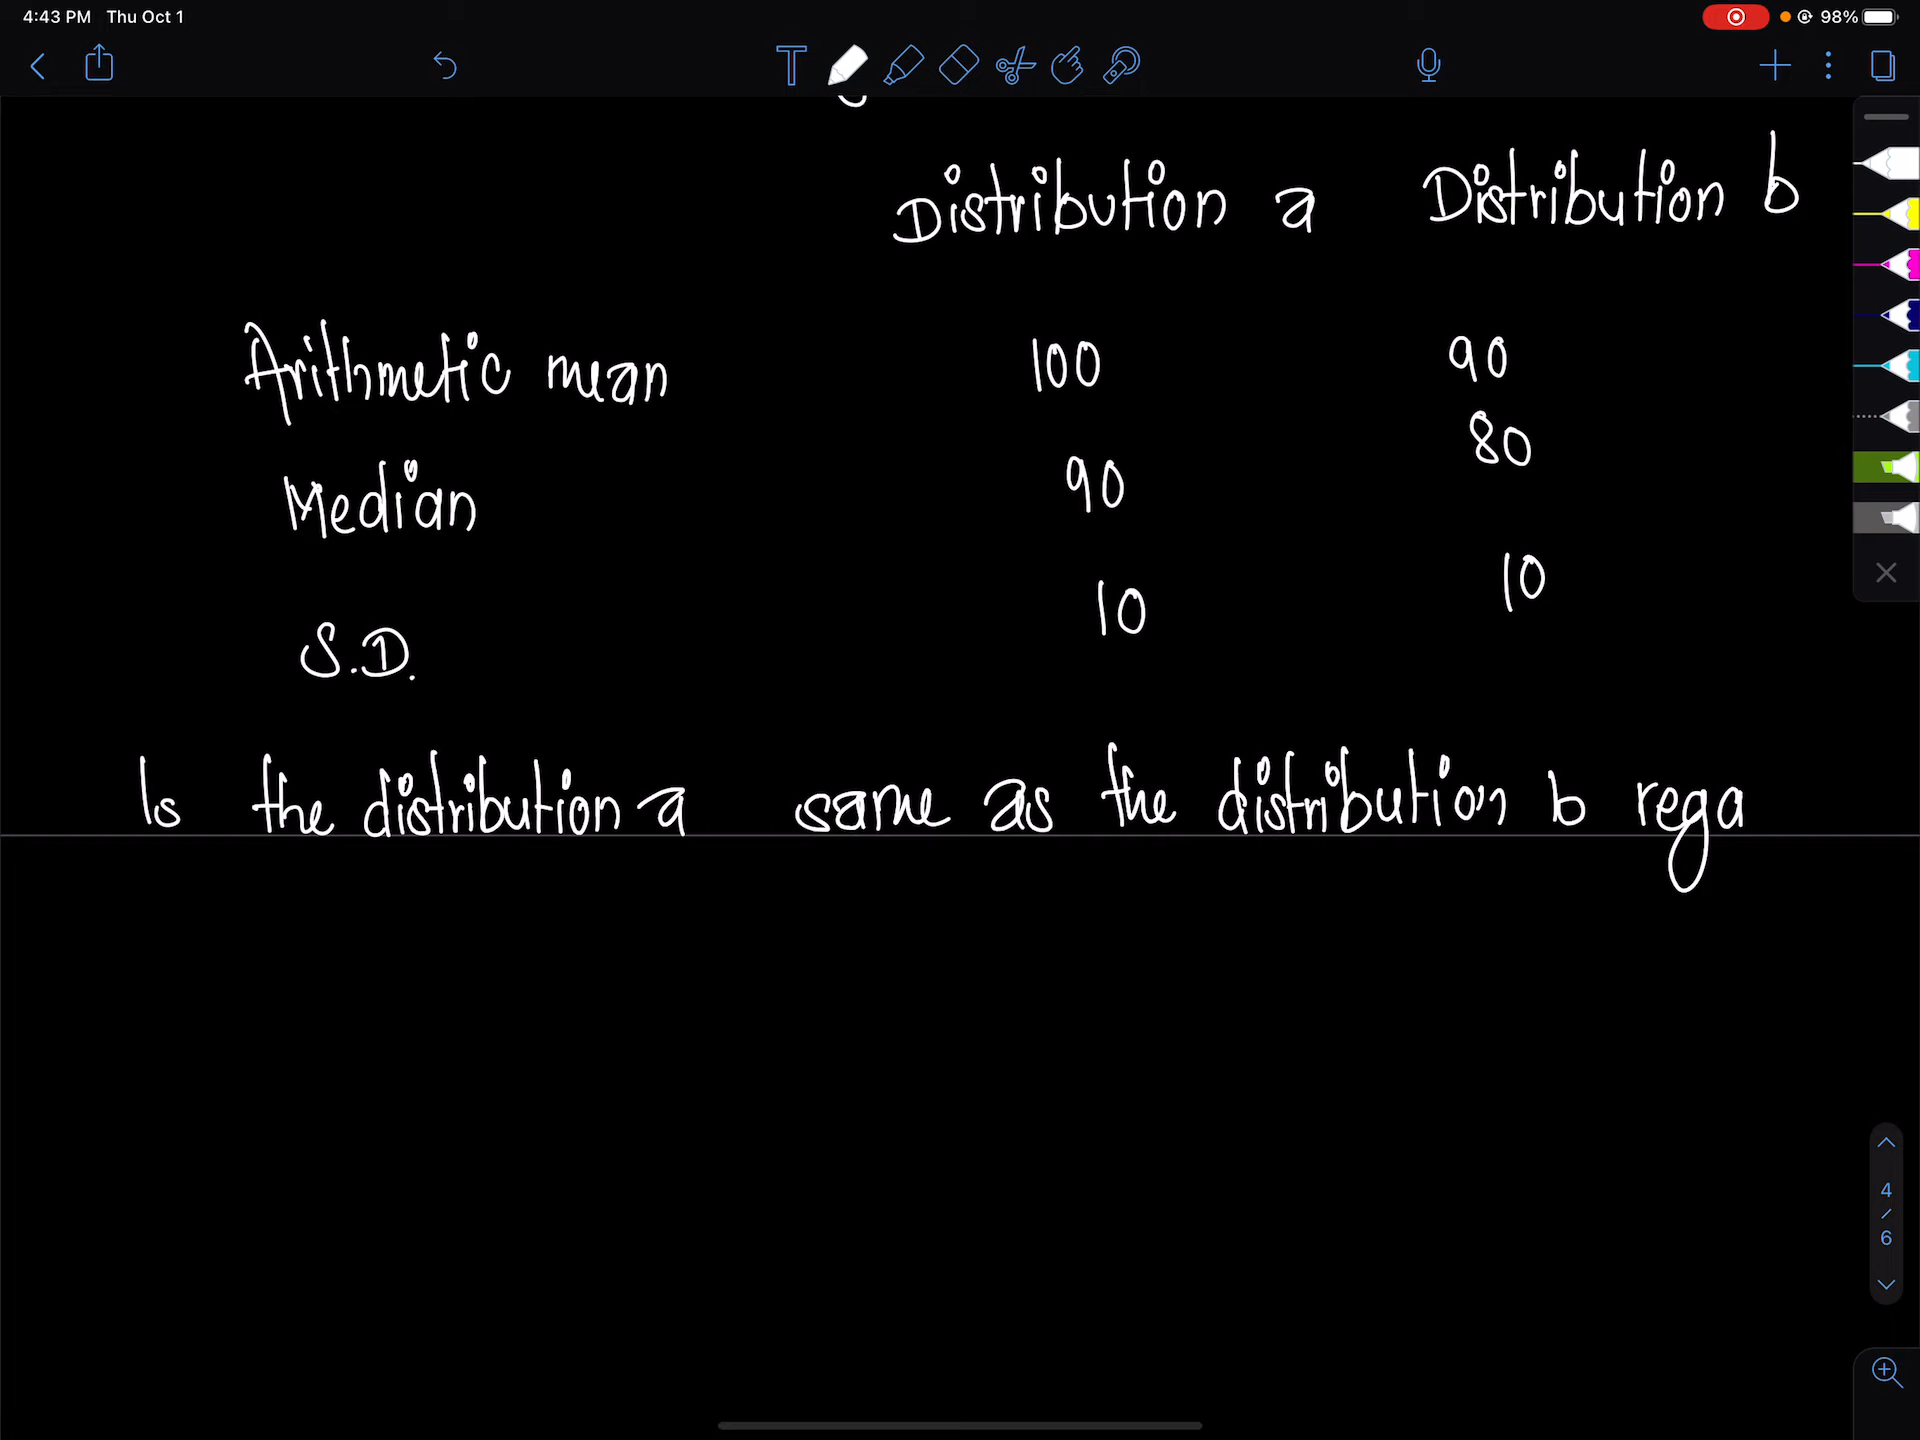 4:43 PM Thu Oct 1
98%
Distribution a Distribution b
Arithmetic mean 100 90
Median 90 80
S.D. 10 10
Is the distribution a same as the distribution b rega
4
/
6